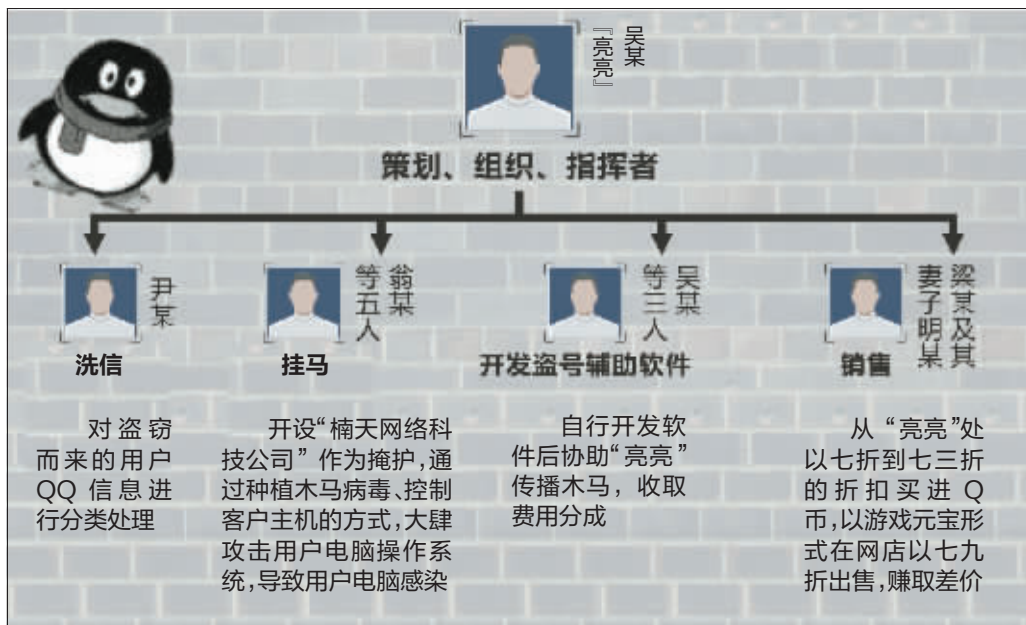 吴某
『亮亮』
策划、组织、指挥者
尹某
洗信
对盗窃
而来的用户
QQ 信息进
行分类处理
翁某
等五人
挂马
开设“楠天网络科
技公司”作为掩护，通
过种植木马病毒、控制
客户主机的方式，大肆
攻击用户电脑操作系
统，导致用户电脑感染
吴某
等三人
开发盗号辅助软件
自行开发软
件后协助“亮亮”
传播木马，收取
费用分成
梁某及其
妻子明某
销售
从“亮亮”处
以七折到七三折
的折扣买进 Q
币，以游戏元宝形
式在网店以七九
折出售，赚取差价